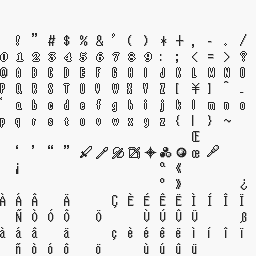 ! " # $ % & ' ( ) * + , - . /
0 1 2 3 4 5 6 7 8 9 : ; < = > ?
@ A B C D E F G H I J K L M N O
P Q R S T U V W X Y Z [ ¥ ] ^ _
` a b c d e f g h i j k l m n o
p q r s t u v w x y z { | } ~
Œ
‘ ’ “ ” œ
¡ ª «
º » ¿
À Á Â Ä Ç È É Ê Ë Ì Í Î Ï
Ñ Ò Ó Ô Ö Ù Ú Û Ü ß
à á â ä ç è é ê ë ì í î ï
ñ ò ó ô ö ù ú û ü